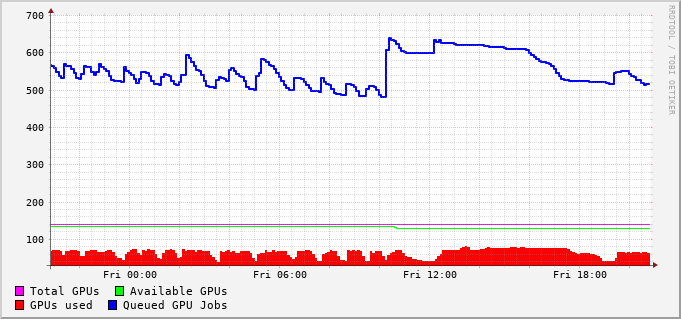 700
600
500
400
300
200
100
Fri 00:00 Fri 06:00 Fri 12:00 Fri 18:00
Total GPUs Available GPUs
GPUs used Queued GPU Jobs
RRDTOOL / TOBI OETIKER